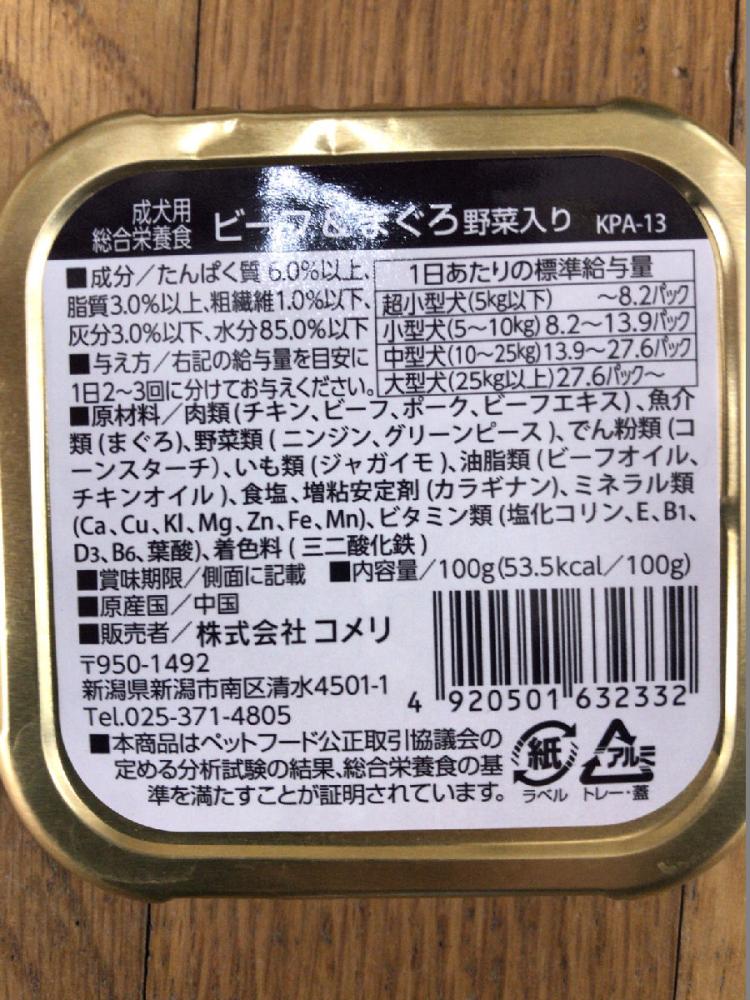 成犬用
総合栄養食
ビーフ&まぐろ野菜入り KPA-13
■成分/たんぱく質 6.0%以上、
脂質3.0%以上、粗繊維1.0%以下、
灰分3.0%以下、水分85.0%以下
■与え方/右記の給与量を目安に
1日2〜3回に分けてお与えください。
1日あたりの標準給与量
超小型犬(5kg以下) 〜8.2パック
小型犬(5〜10kg) 8.2〜13.9パック
中型犬(10〜25kg) 13.9〜27.6パック
大型犬(25kg以上) 27.6パック〜
■原材料/肉類(チキン、ビーフ、ポーク、ビーフエキス)、魚介
類(まぐろ)、野菜類(ニンジン、グリーンピース)、でん粉類(コ
ーンスターチ)、いも類(ジャガイモ)、油脂類(ビーフオイル、
チキンオイル)、食塩、増粘安定剤(カラギナン)、ミネラル類
(Ca、Cu、KI、Mg、Zn、Fe、Mn)、ビタミン類(塩化コリン、E、B1、
D3、B6、葉酸)、着色料(三二酸化鉄)
■賞味期限/側面に記載 ■内容量/100g(53.5kcal/100g)
■原産国/中国
■販売者/株式会社 コメリ
〒950-1492
新潟県新潟市南区清水4501-1
Tel.025-371-4805
4 920501 632332
■本商品はペットフード公正取引協議会の
定める分析試験の結果、総合栄養食の基
準を満たすことが証明されています。
紙
ラベル
アルミ
トレー・蓋